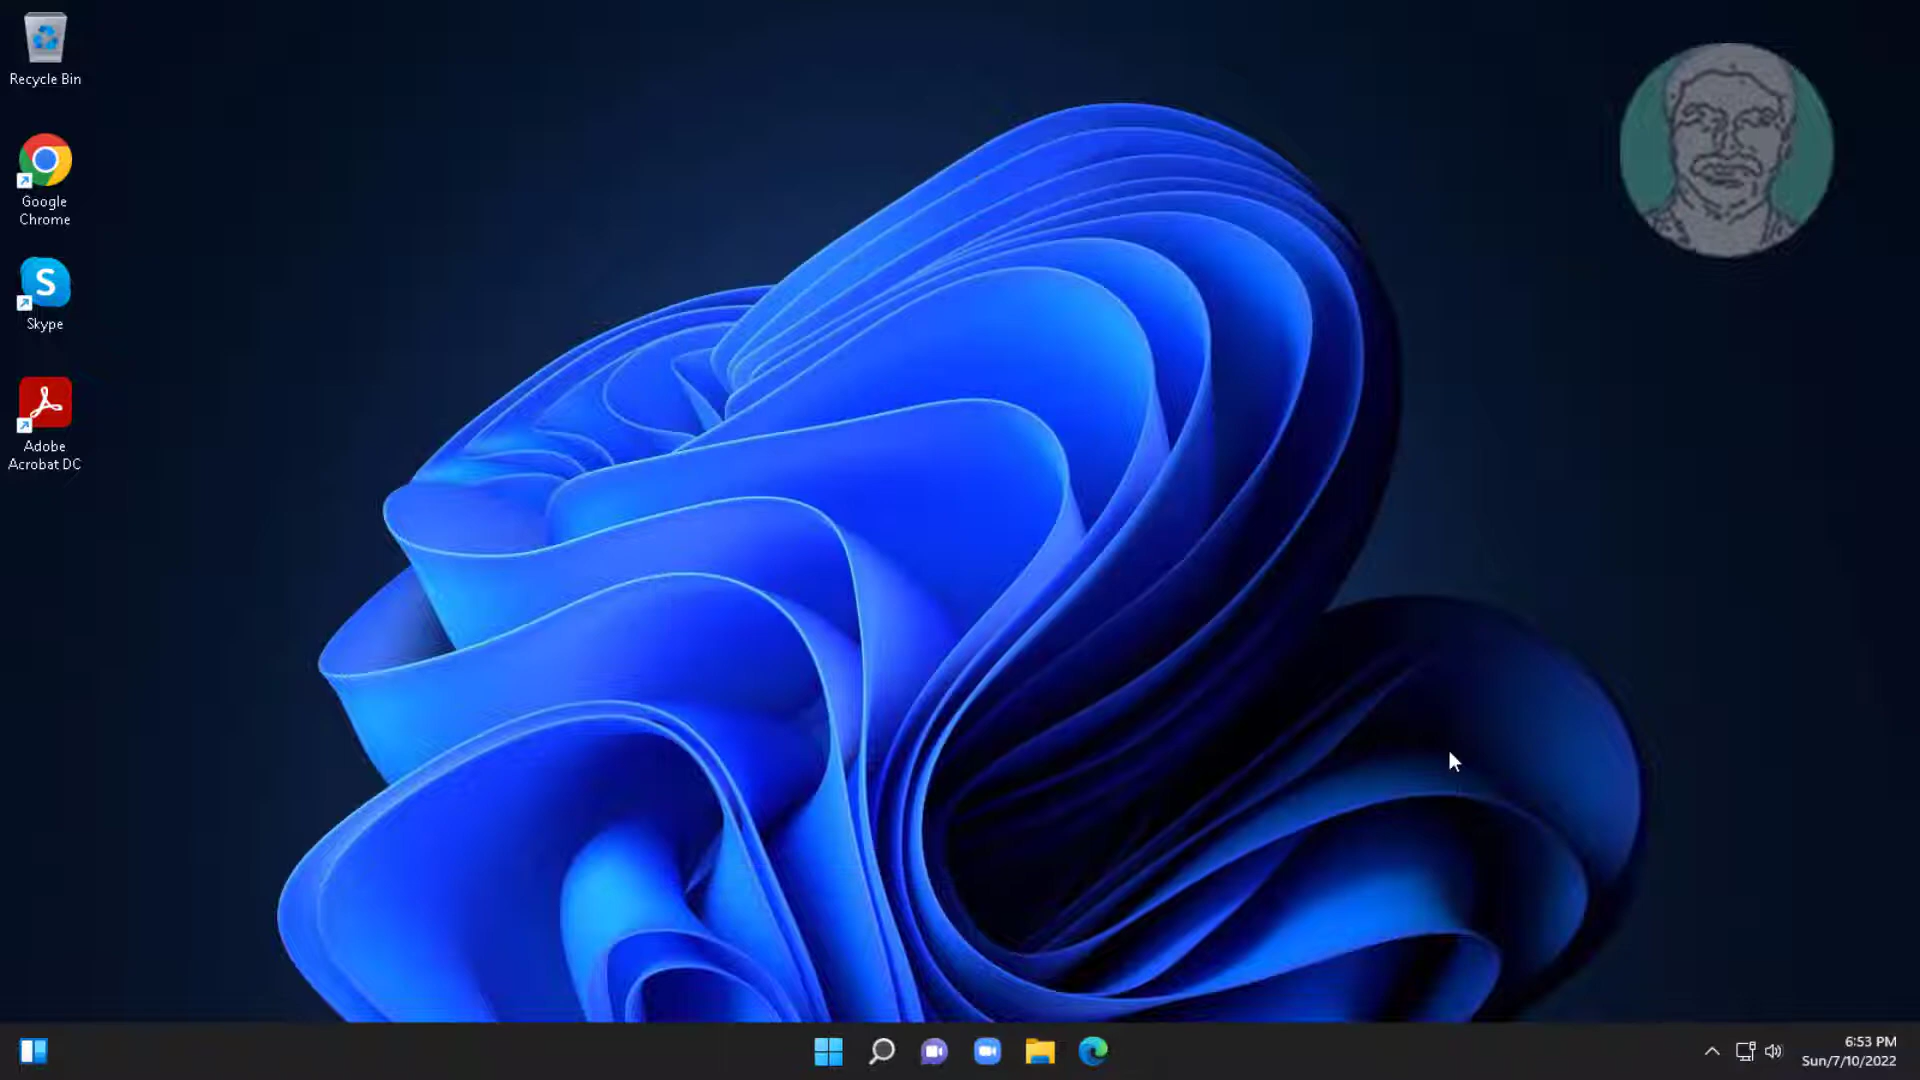 Recycle Bin
Google
Chrome
S
Skype
Adobe
Acrobat DC
6:53 PM
Sun/7/10/2022